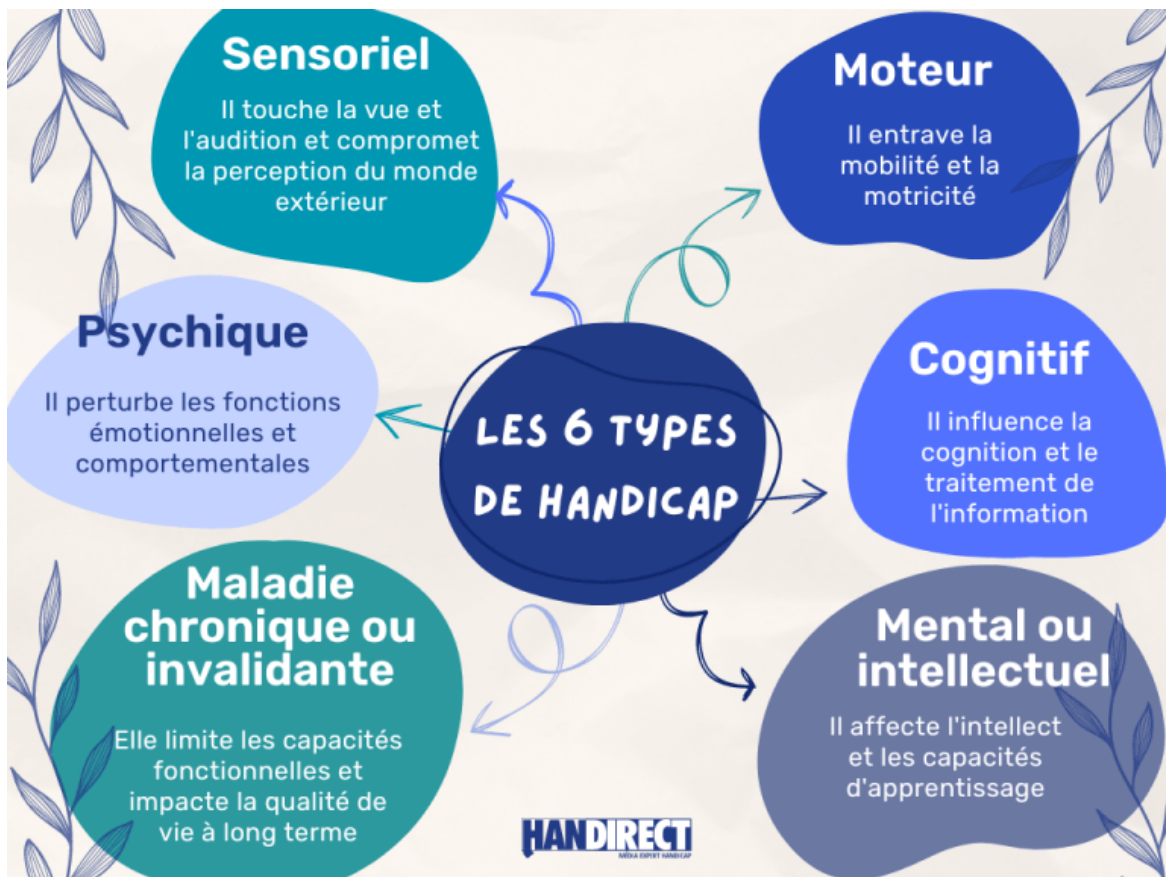 Sensoriel
Il touche la vue et
l'audition et compromet
la perception du monde
extérieur
Moteur
Il entrave la
mobilité et la
motricité
Psychique
Il perturbe les fonctions
émotionnelles et
comportementales
LES 6 TYPES
DE HANDICAP
Cognitif
Il influence la
cognition et le
traitement de
l'information
Maladie
chronique ou
invalidante
Elle limite les capacités
fonctionnelles et
impacte la qualité de
vie à long terme
Mental ou
intellectuel
Il affecte l'intellect
et les capacités
d'apprentissage
HANDIRECT
MÉDIA EXPERT HANDICAP